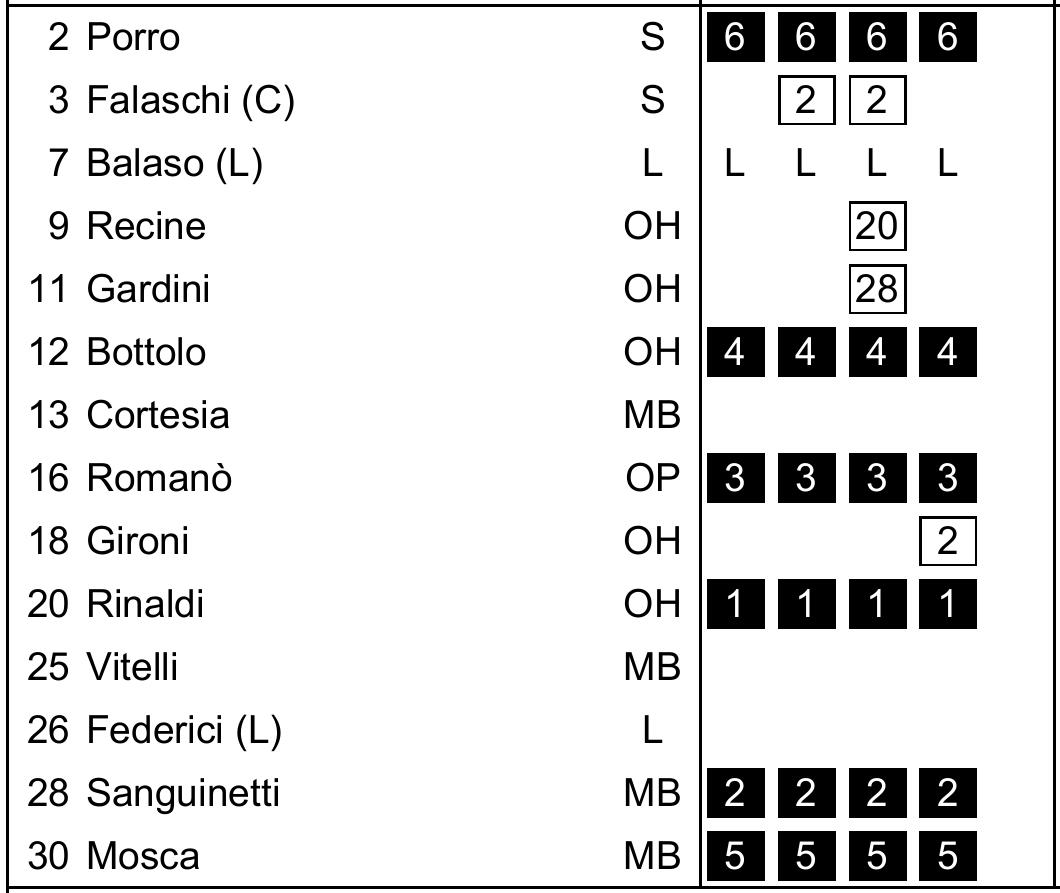 2 Porro S 6 6 6 6
3 Falaschi (C) S 2 2
7 Balaso (L) L L L L L
9 Recine OH 20
11 Gardini OH 28
12 Bottolo OH 4 4 4 4
13 Cortesia MB
16 Romanò OP 3 3 3 3
18 Gironi OH 2
20 Rinaldi OH 1 1 1 1
25 Vitelli MB
26 Federici (L) L
28 Sanguinetti MB 2 2 2 2
30 Mosca MB 5 5 5 5